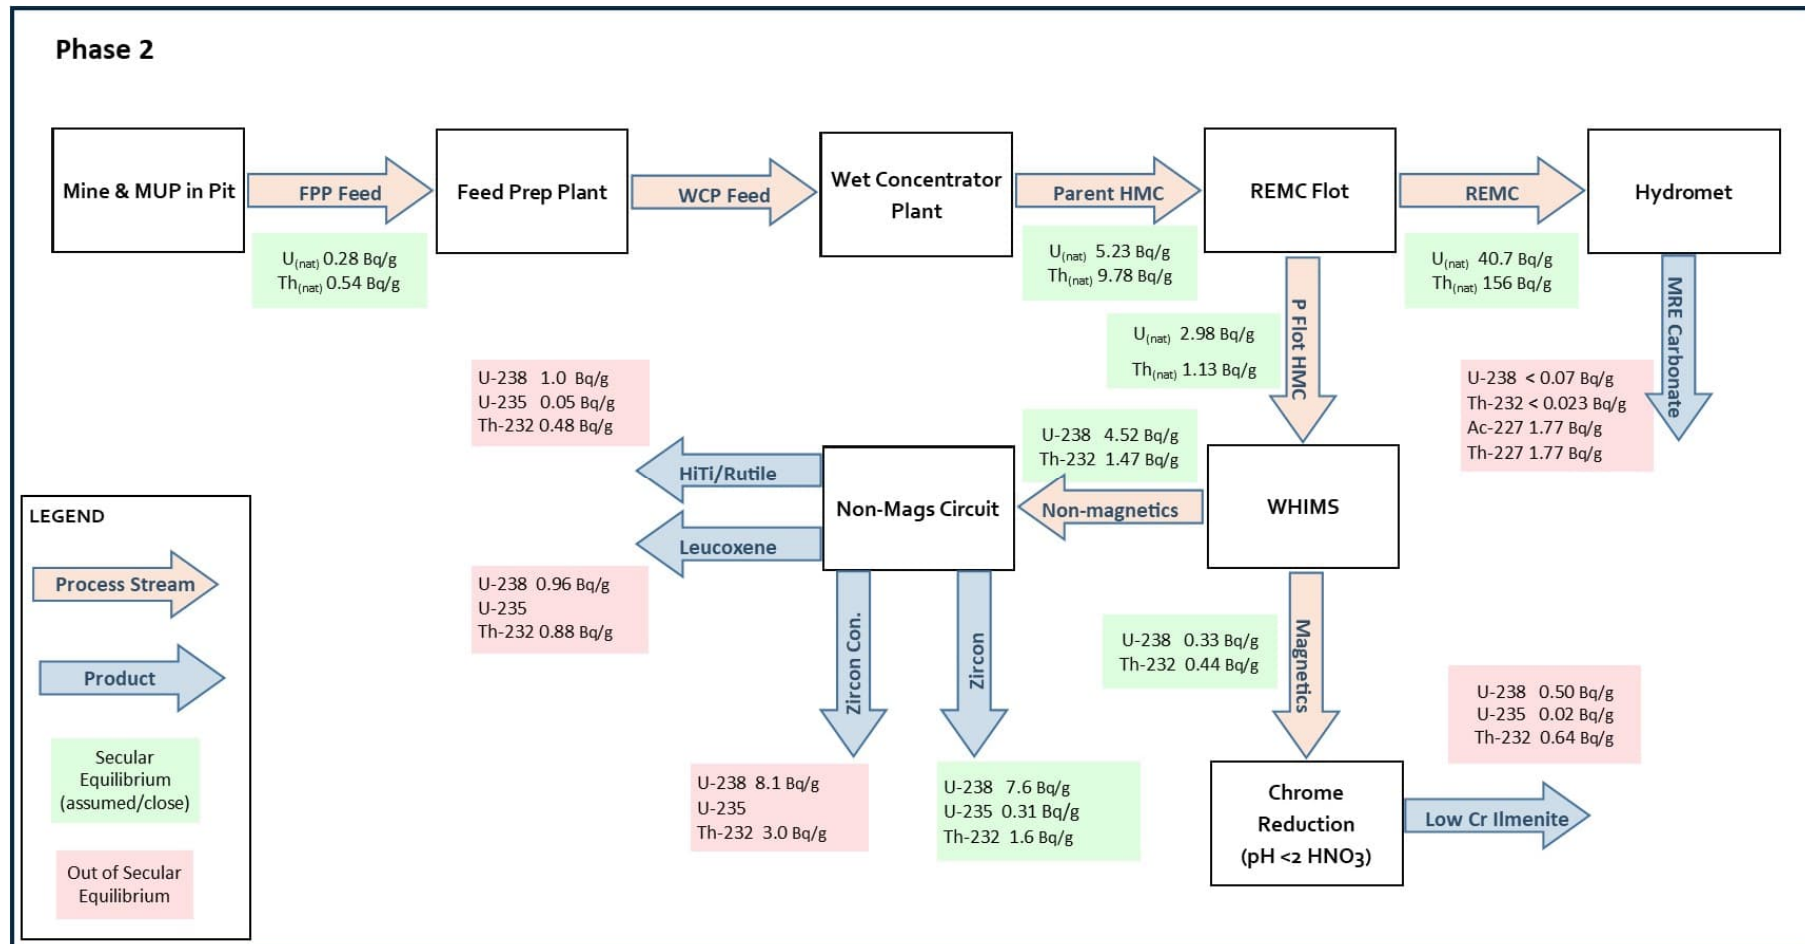 Phase 2
Mine & MUP in Pit
FPP Feed
Feed Prep Plant
WCP Feed
Wet Concentrator
Plant
Parent HMC
REMC Flot
REMC
Hydromet
U(nat) 0.28 Bq/g
Th(nat) 0.54 Bq/g
U(nat) 5.23 Bq/g
Th(nat) 9.78 Bq/g
U(nat) 40.7 Bq/g
Th(nat) 156 Bq/g
P Flot HMC
U(nat) 2.98 Bq/g
Th(nat) 1.13 Bq/g
MRE Carbonate
U-238 < 0.07 Bq/g
Th-232 < 0.023 Bq/g
Ac-227 1.77 Bq/g
Th-227 1.77 Bq/g
U-238 1.0 Bq/g
U-235 0.05 Bq/g
Th-232 0.48 Bq/g
U-238 4.52 Bq/g
Th-232 1.47 Bq/g
HiTi/Rutile
Leucoxene
Non-Mags Circuit
Non-magnetics
WHIMS
U-238 0.96 Bq/g
U-235
Th-232 0.88 Bq/g
Zircon Con.
Zircon
Magnetics
U-238 0.33 Bq/g
Th-232 0.44 Bq/g
U-238 8.1 Bq/g
U-235
Th-232 3.0 Bq/g
U-238 7.6 Bq/g
U-235 0.31 Bq/g
Th-232 1.6 Bq/g
Chrome
Reduction
(pH <2 HNO3)
U-238 0.50 Bq/g
U-235 0.02 Bq/g
Th-232 0.64 Bq/g
Low Cr Ilmenite
LEGEND
Process Stream
Product
Secular
Equilibrium
(assumed/close)
Out of Secular
Equilibrium